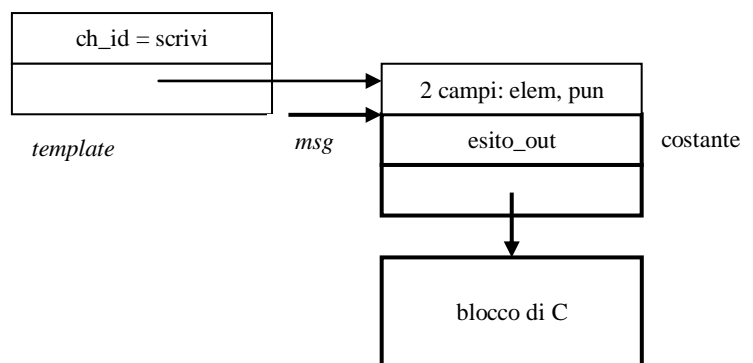 ch_id = scrivi
2 campi: elem, pun
template
msg
esito_out
costante
blocco di C